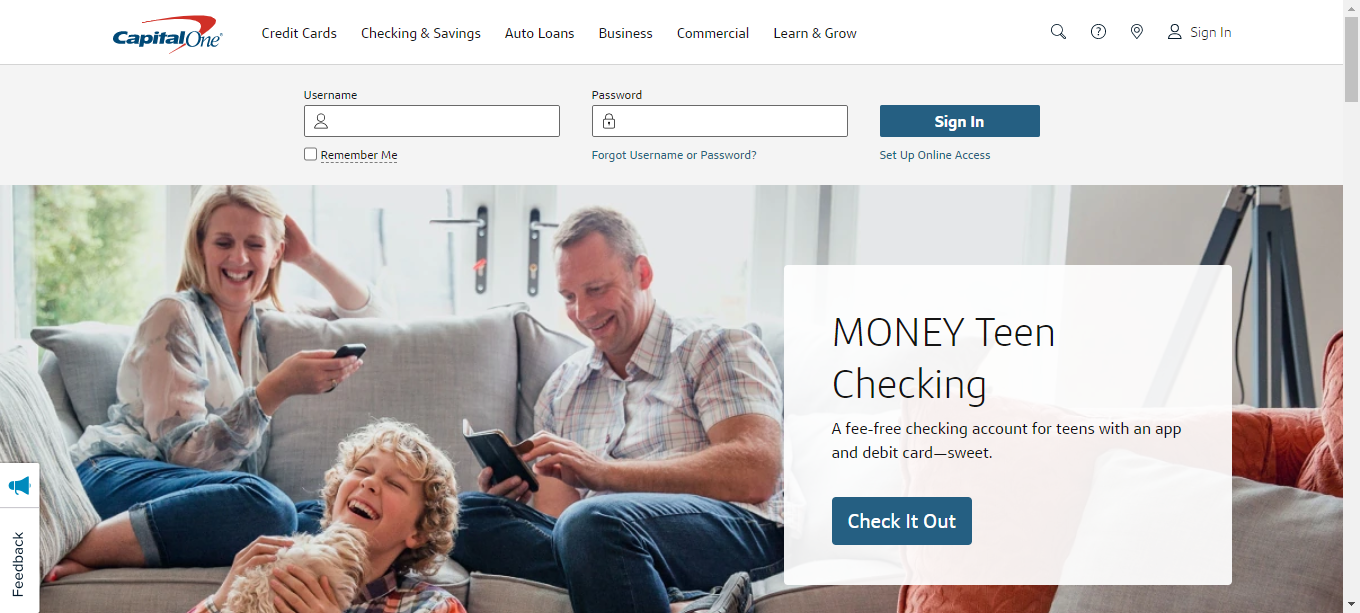 CapitalOne
Credit Cards
Checking & Savings
Auto Loans
Business
Commercial
Learn & Grow
Sign In
Username
Password
Sign In
Remember Me
Forgot Username or Password?
Set Up Online Access
MONEY Teen
Checking
A fee-free checking account for teens with an app
and debit card—sweet.
Check It Out
Feedback